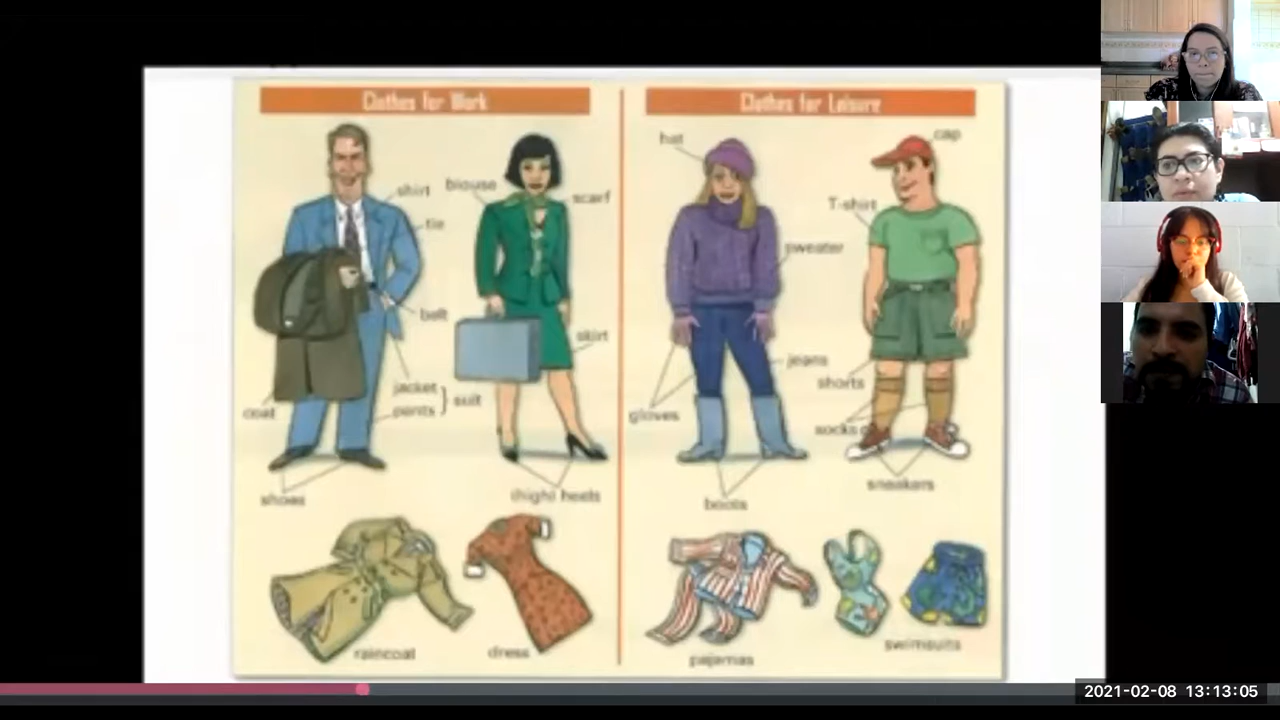 Clothes for Work
shirt
tie
belt
jacket
pants
suit
coat
shoes
blouse
scarf
skirt
(high) heels
raincoat
dress
Clothes for Leisure
hat
cap
T-shirt
sweater
jeans
shorts
gloves
socks
sneakers
boots
pajamas
swimsuits
2021-02-08 13:13:05